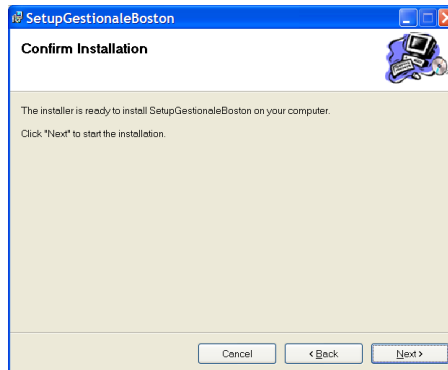 SetupGestionaleBoston
Confirm Installation
The installer is ready to install SetupGestionaleBoston on your computer.
Click "Next" to start the installation.
Cancel
< Back
Next >